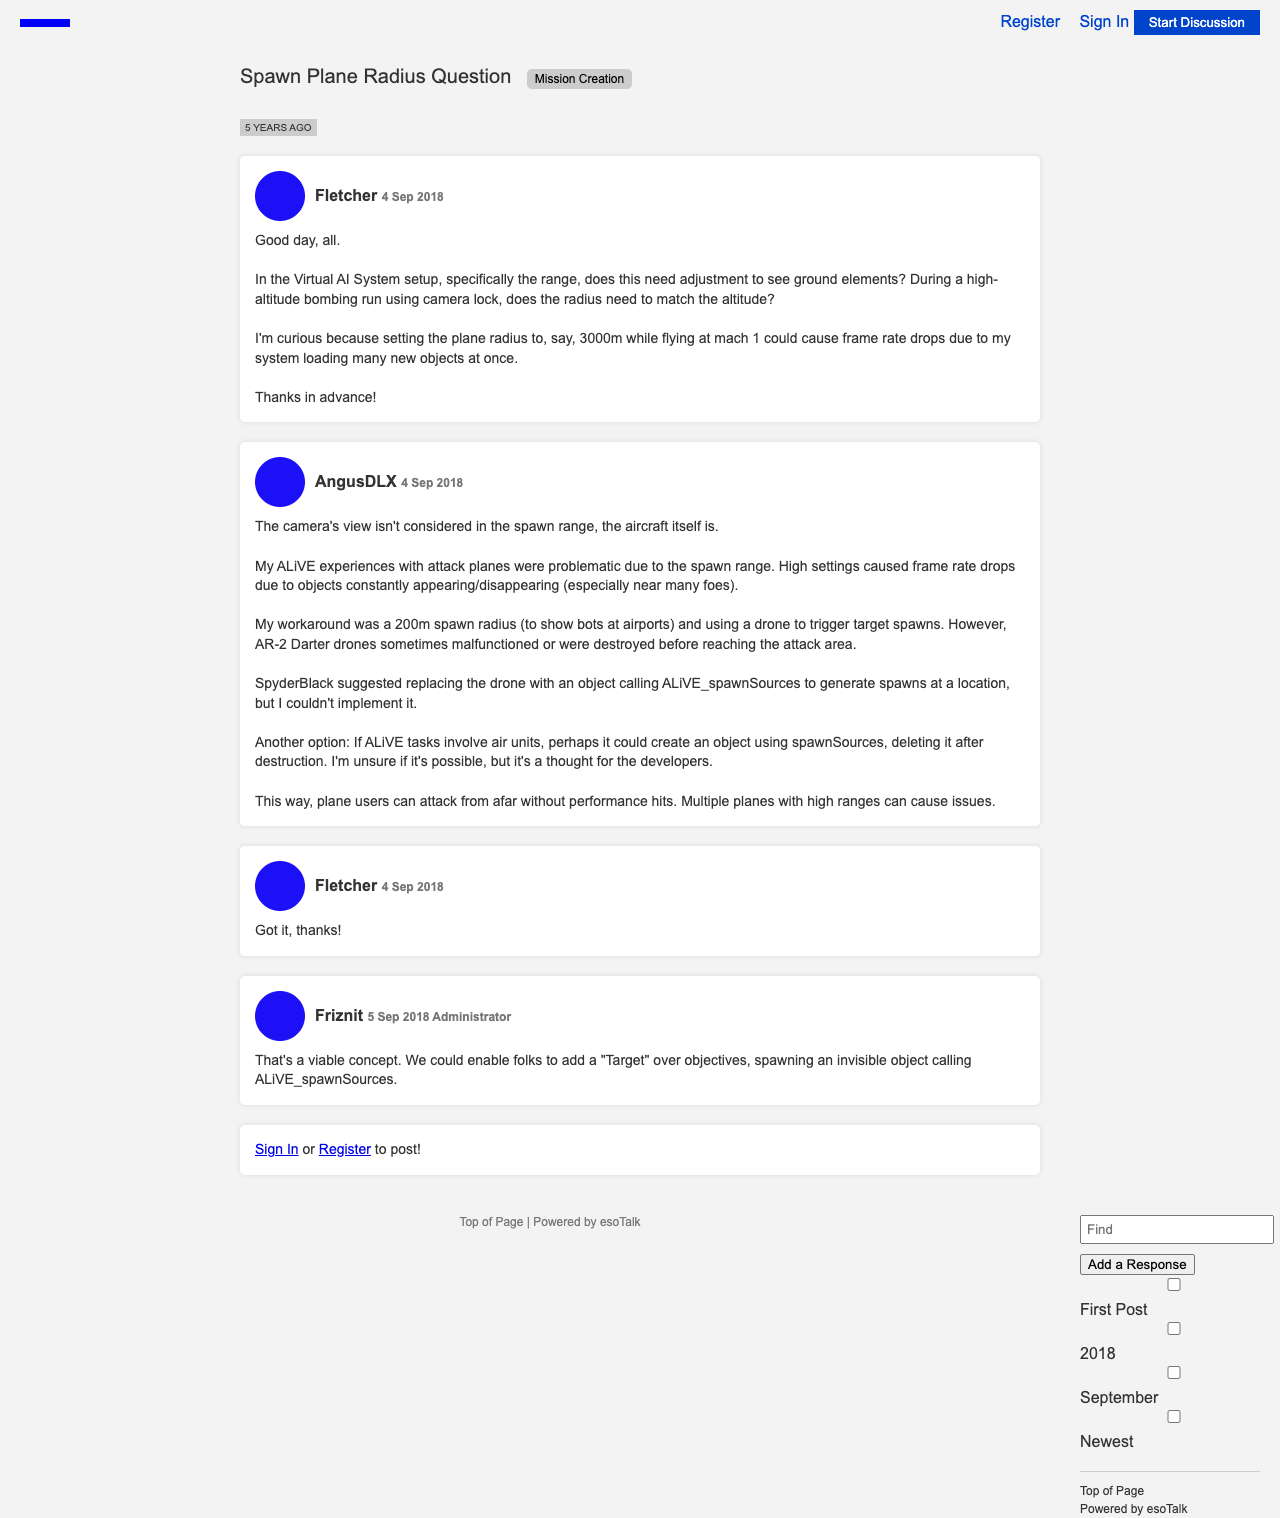 Register Sign In Start Discussion
Spawn Plane Radius Question Mission Creation
5 YEARS AGO
Fletcher 4 Sep 2018
Good day, all.
In the Virtual AI System setup, specifically the range, does this need adjustment to see ground elements? During a high-
altitude bombing run using camera lock, does the radius need to match the altitude?
I'm curious because setting the plane radius to, say, 3000m while flying at mach 1 could cause frame rate drops due to my
system loading many new objects at once.
Thanks in advance!
AngusDLX 4 Sep 2018
The camera's view isn't considered in the spawn range, the aircraft itself is.
My ALiVE experiences with attack planes were problematic due to the spawn range. High settings caused frame rate drops
due to objects constantly appearing/disappearing (especially near many foes).
My workaround was a 200m spawn radius (to show bots at airports) and using a drone to trigger target spawns. However,
AR-2 Darter drones sometimes malfunctioned or were destroyed before reaching the attack area.
SpyderBlack suggested replacing the drone with an object calling ALiVE_spawnSources to generate spawns at a location,
but I couldn't implement it.
Another option: If ALiVE tasks involve air units, perhaps it could create an object using spawnSources, deleting it after
destruction. I'm unsure if it's possible, but it's a thought for the developers.
This way, plane users can attack from afar without performance hits. Multiple planes with high ranges can cause issues.
Fletcher 4 Sep 2018
Got it, thanks!
Friznit 5 Sep 2018 Administrator
That's a viable concept. We could enable folks to add a "Target" over objectives, spawning an invisible object calling
ALiVE_spawnSources.
Sign In or Register to post!
Top of Page | Powered by esoTalk
Find
Add a Response
First Post
2018
September
Newest
Top of Page
Powered by esoTalk